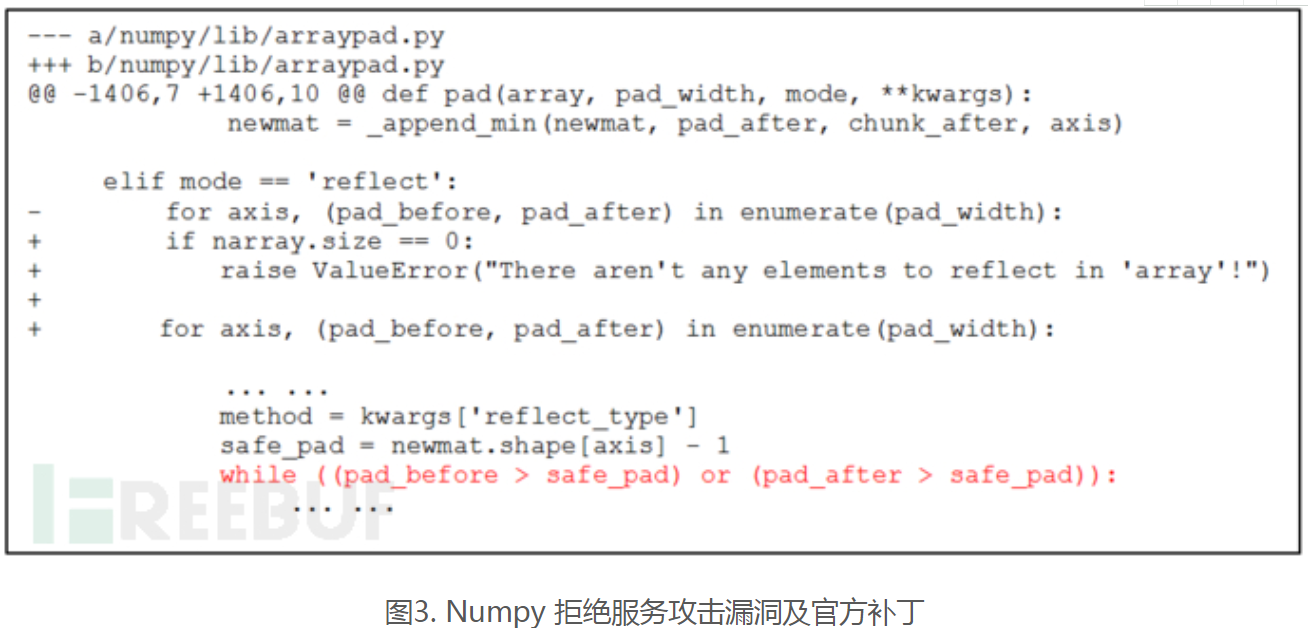 --- a/numpy/lib/arraypad.py
+++ b/numpy/lib/arraypad.py
@@ -1406,7 +1406,10 @@ def pad(array, pad_width, mode, **kwargs):
            newmat = _append_min(newmat, pad_after, chunk_after, axis)
     elif mode == 'reflect':
-        for axis, (pad_before, pad_after) in enumerate(pad_width):
+        if narray.size == 0:
+            raise ValueError("There aren't any elements to reflect in 'array'!")
+
+        for axis, (pad_before, pad_after) in enumerate(pad_width):
            ... ...
            method = kwargs['reflect_type']
            safe_pad = newmat.shape[axis] - 1
            while ((pad_before > safe_pad) or (pad_after > safe_pad)):
                ... ...
FREEBUF
图3. Numpy 拒绝服务攻击漏洞及官方补丁